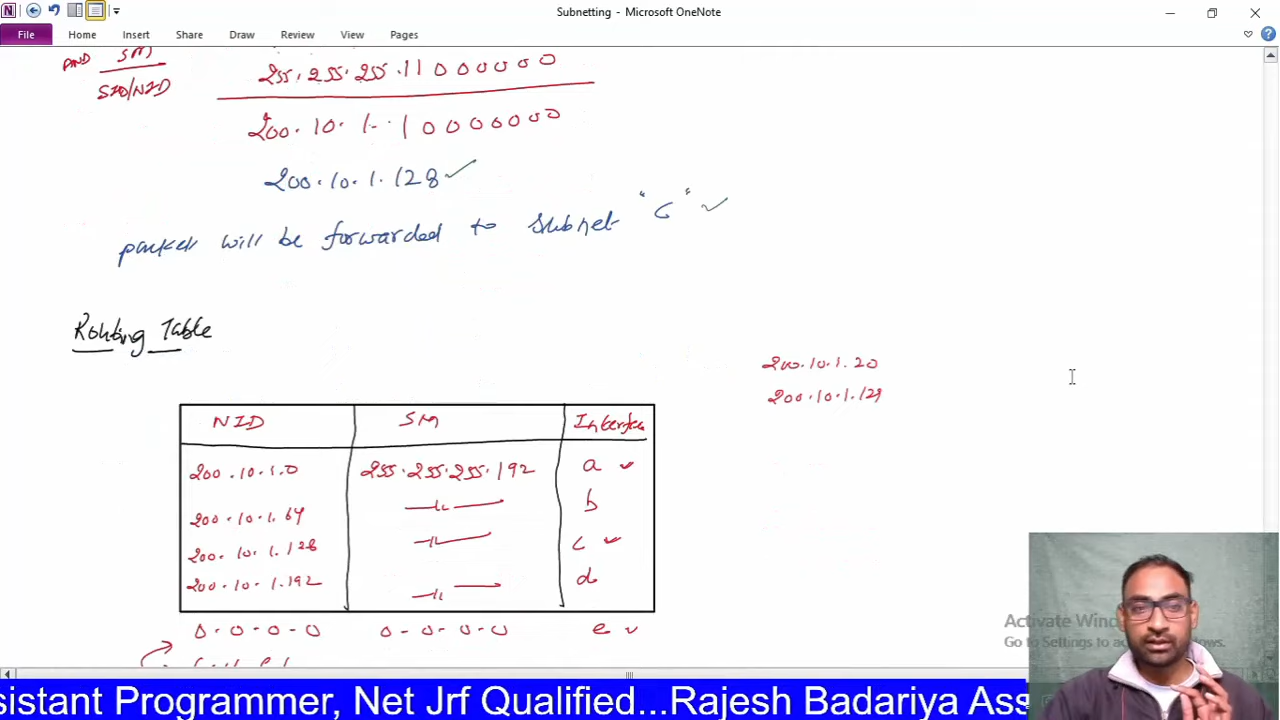 Subnetting - Microsoft OneNote
File Home Insert Share Draw Review View Pages
AND SM
SID/NID
255.255.255.11000000
200.10.1.10000000
200.10.1.128 ✓
packet will be forwarded to subnet "C" ✓
Routing Table
200.10.1.20
200.10.1.129
NID SM Interface
200.10.1.0 255.255.255.192 a ✓
200.10.1.64 —〃— b
200.10.1.128 —〃— c ✓
200.10.1.192 —〃— d
0.0.0.0 0.0.0.0 e ✓
Activate Wind
Go to Settings to a ows.
sistant Programmer, Net Jrf Qualified...Rajesh Badariya Ass